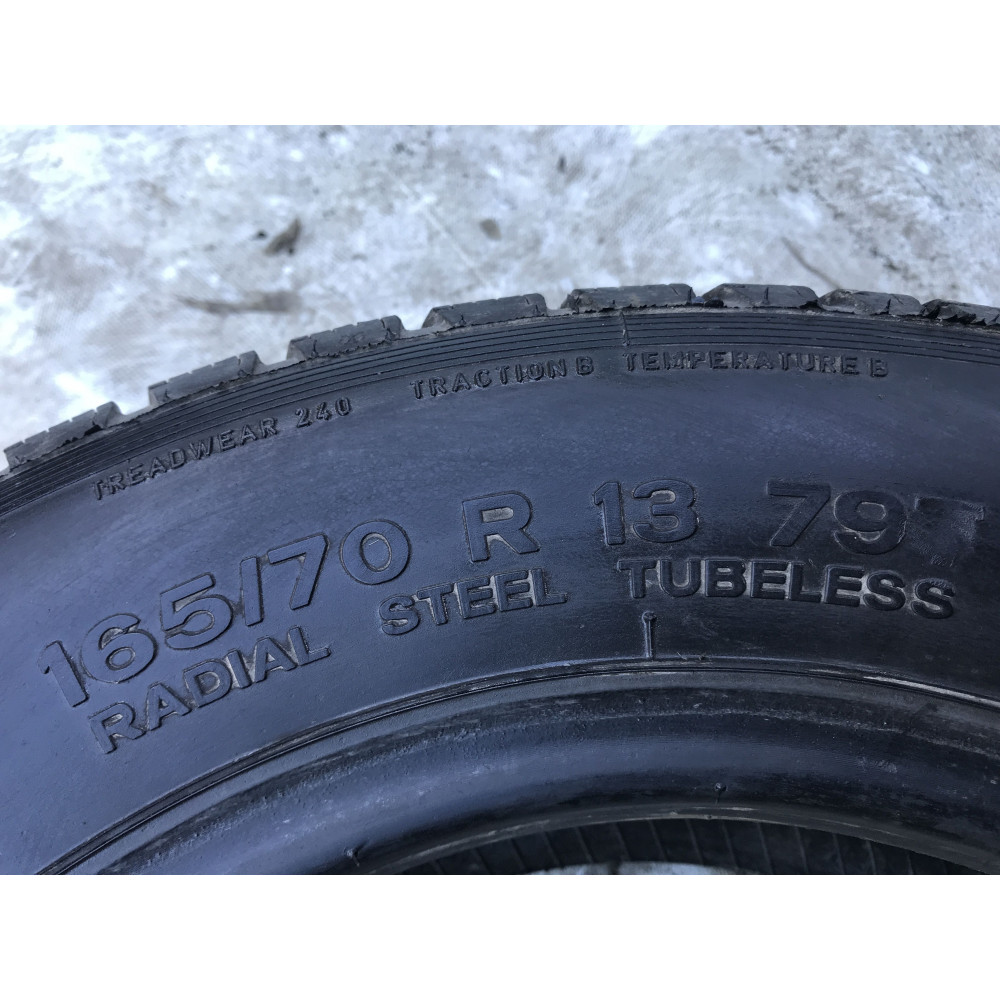 TREADWEAR 240 TRACTION B TEMPERATURE B
165/70 R 13 79T
RADIAL STEEL TUBELESS